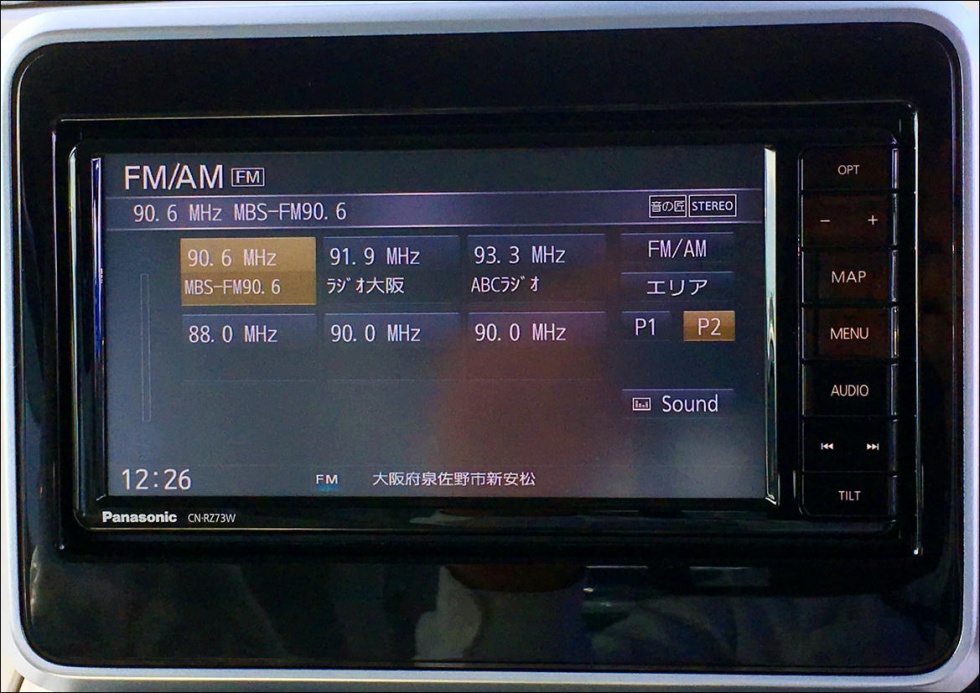 FM/AM FM
90.6 MHz MBS-FM90.6 音の匠 STEREO
90.6 MHz 91.9 MHz 93.3 MHz FM/AM
MBS-FM90.6 ﾗｼﾞｵ大阪 ABCﾗｼﾞｵ エリア
88.0 MHz 90.0 MHz 90.0 MHz P1 P2
Sound
12:26 FM 大阪府泉佐野市新安松
Panasonic CN-RZ73W
OPT
− +
MAP
MENU
AUDIO
⏮ ⏭
TILT